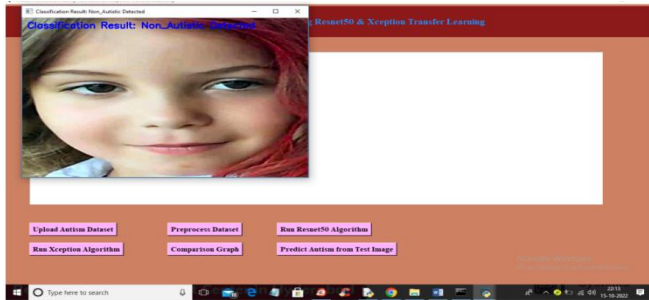 Classification Result: Non_Autistic Detected
Classification Result: Non_Autistic Detected
Resnet50 & Xception Transfer Learning
Upload Autism Dataset
Preprocess Dataset
Run Resnet50 Algorithm
Run Xception Algorithm
Comparison Graph
Predict Autism from Test Image
Type here to search
22:13
15-10-2022